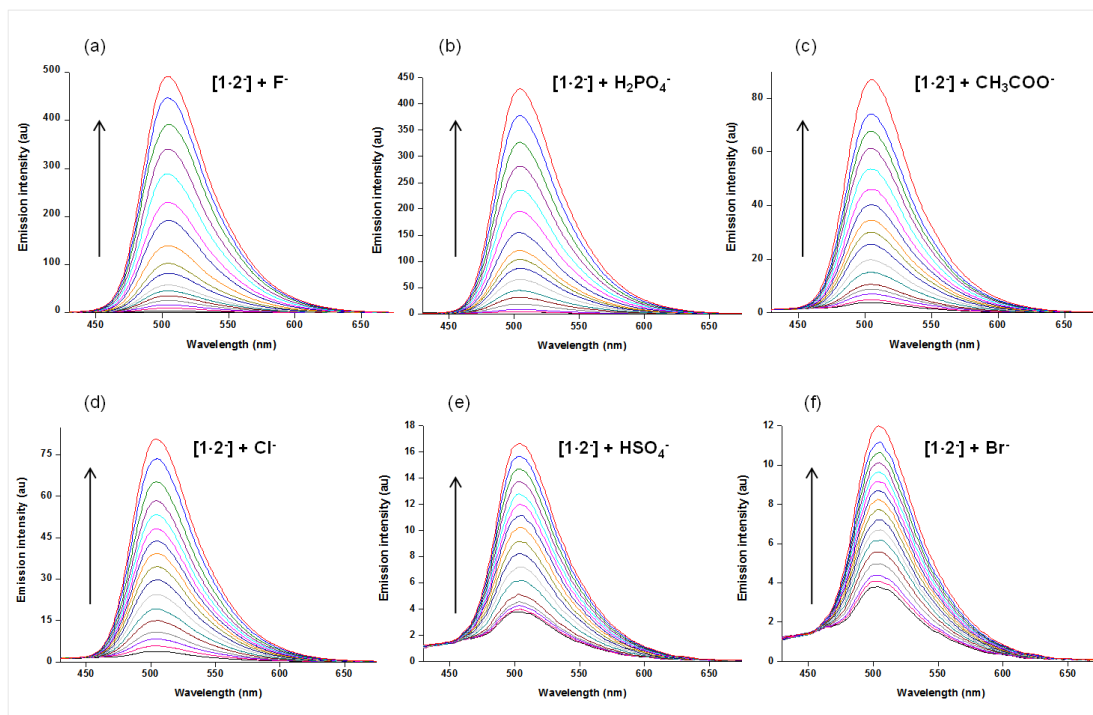 (a)
[1·2⁻] + F⁻
Emission intensity (au)
500
400
300
200
100
0
450 500 550 600 650
Wavelength (nm)
(b)
[1·2⁻] + H₂PO₄⁻
Emission intensity (au)
450
400
350
300
250
200
150
100
50
0
450 500 550 600 650
Wavelength (nm)
(c)
[1·2⁻] + CH₃COO⁻
Emission intensity (au)
80
60
40
20
0
450 500 550 600 650
Wavelength (nm)
(d)
[1·2⁻] + Cl⁻
Emission intensity (au)
75
60
45
30
15
0
450 500 550 600 650
Wavelength (nm)
(e)
[1·2⁻] + HSO₄⁻
Emission intensity (au)
18
16
14
12
10
8
6
4
2
0
450 500 550 600 650
Wavelength (nm)
(f)
[1·2⁻] + Br⁻
Emission intensity (au)
12
10
8
6
4
2
0
450 500 550 600 650
Wavelength (nm)